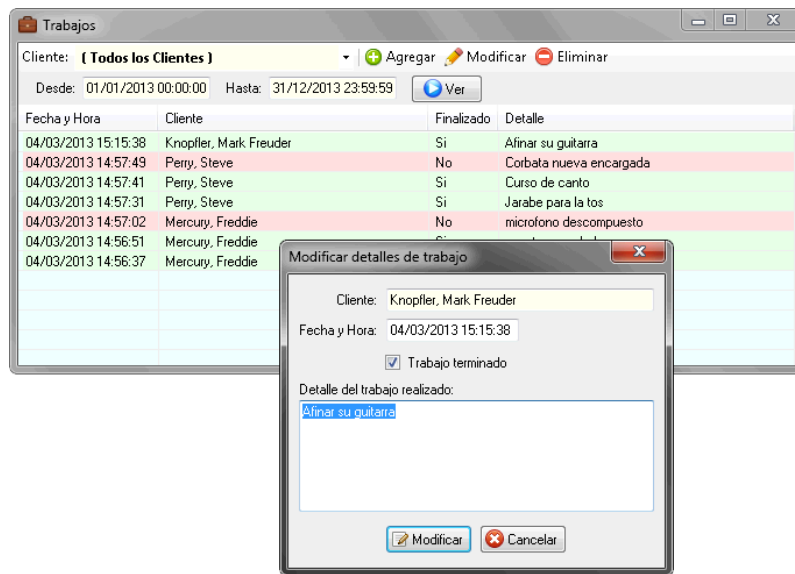 Trabajos
Cliente: ( Todos los Clientes ) Agregar Modificar Eliminar
Desde: 01/01/2013 00:00:00 Hasta: 31/12/2013 23:59:59 Ver
Fecha y Hora Cliente Finalizado Detalle
04/03/2013 15:15:38 Knopfler, Mark Freuder Si Afinar su guitarra
04/03/2013 14:57:49 Perry, Steve No Corbata nueva encargada
04/03/2013 14:57:41 Perry, Steve Si Curso de canto
04/03/2013 14:57:31 Perry, Steve Si Jarabe para la tos
04/03/2013 14:57:02 Mercury, Freddie No microfono descompuesto
04/03/2013 14:56:51 Mercury, Freddie
04/03/2013 14:56:37 Mercury, Freddie
Modificar detalles de trabajo
Cliente: Knopfler, Mark Freuder
Fecha y Hora: 04/03/2013 15:15:38
Trabajo terminado
Detalle del trabajo realizado:
Afinar su guitarra
Modificar Cancelar